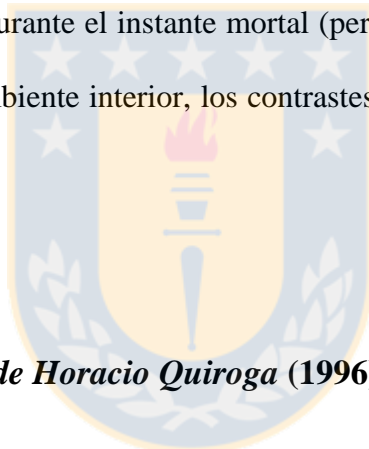 urante el instante mortal (per
biente interior, los contrastes
de Horacio Quiroga (1996)